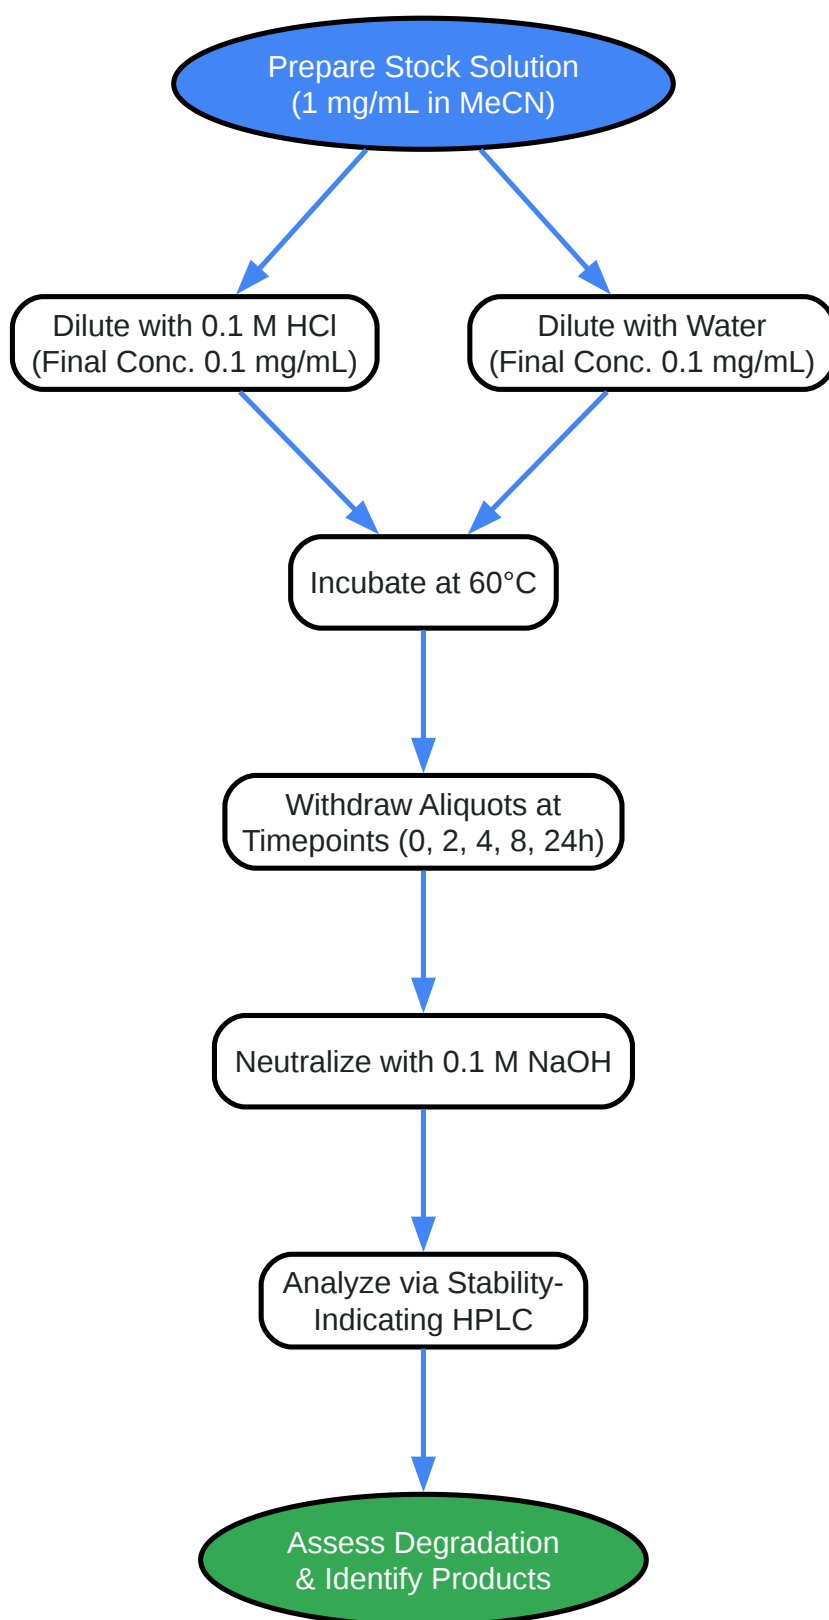 Prepare Stock Solution
(1 mg/mL in MeCN)
Dilute with 0.1 M HCl
(Final Conc. 0.1 mg/mL)
Dilute with Water
(Final Conc. 0.1 mg/mL)
Incubate at 60°C
Withdraw Aliquots at
Timepoints (0, 2, 4, 8, 24h)
Neutralize with 0.1 M NaOH
Analyze via Stability-
Indicating HPLC
Assess Degradation
& Identify Products